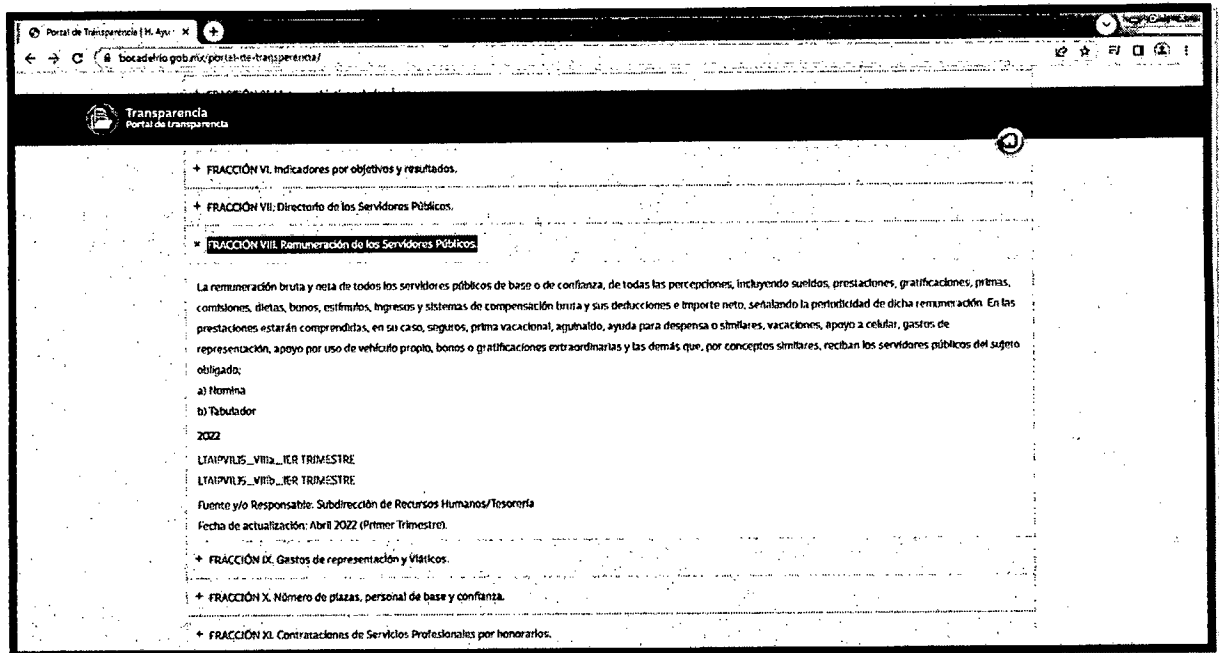 Portal de Transparencia | H. Ayu
bocadelrio.gob.mx/portal-de-transparencia/
Transparencia
Portal de transparencia
+ FRACCIÓN VI. Indicadores por objetivos y resultados.
+ FRACCIÓN VII. Directorio de los Servidores Públicos.
FRACCIÓN VIII. Remuneración de los Servidores Públicos.
La remuneración bruta y neta de todos los servidores públicos de base o de confianza, de todas las percepciones, incluyendo sueldos, prestaciones, gratificaciones, primas,
comisiones, dietas, bonos, estímulos, ingresos y sistemas de compensación bruta y sus deducciones e importe neto, señalando la periodicidad de dicha remuneración. En las
prestaciones estarán comprendidas, en su caso, seguros, prima vacacional, aguinaldo, ayuda para despensa o similares, vacaciones, apoyo a celular, gastos de
representación, apoyo por uso de vehículo propio, bonos o gratificaciones extraordinarias y las demás que, por conceptos similares, reciban los servidores públicos del sujeto
obligado;
a) Nomina
b) Tabulador
2022
LTAIPVIL15_VIIIa_1ER TRIMESTRE
LTAIPVIL15_VIIIb_1ER TRIMESTRE
Fuente y/o Responsable: Subdirección de Recursos Humanos/Tesorería
Fecha de actualización: Abril 2022 (Primer Trimestre).
+ FRACCIÓN IX. Gastos de representación y Viáticos.
+ FRACCIÓN X. Número de plazas, personal de base y confianza.
+ FRACCIÓN XI. Contrataciones de Servicios Profesionales por honorarios.